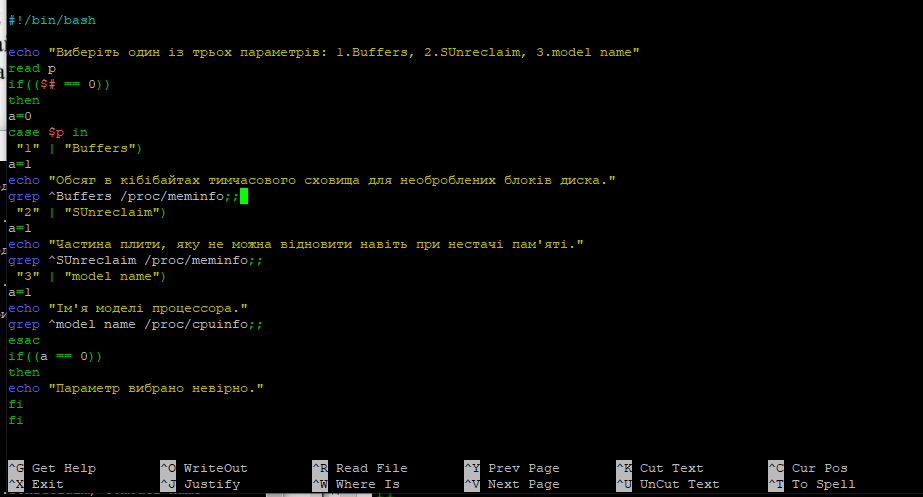 #!/bin/bash
echo "Виберіть один із трьох параметрів: 1.Buffers, 2.SUnreclaim, 3.model name"
read p
if(($# == 0))
then
a=0
case $p in
"1" | "Buffers")
a=1
echo "Обсяг в кібібайтах тимчасового сховища для необроблених блоків диска."
grep ^Buffers /proc/meminfo;;
"2" | "SUnreclaim")
a=1
echo "Частина плити, яку не можна відновити навіть при нестачі пам'яті."
grep ^SUnreclaim /proc/meminfo;;
"3" | "model name")
a=1
echo "Ім'я моделі процессора."
grep ^model name /proc/cpuinfo;;
esac
if((a == 0))
then
echo "Параметр вибрано невірно."
fi
fi
^G Get Help ^O WriteOut ^R Read File ^Y Prev Page ^K Cut Text ^C Cur Pos
^X Exit ^J Justify ^W Where Is ^V Next Page ^U UnCut Text ^T To Spell